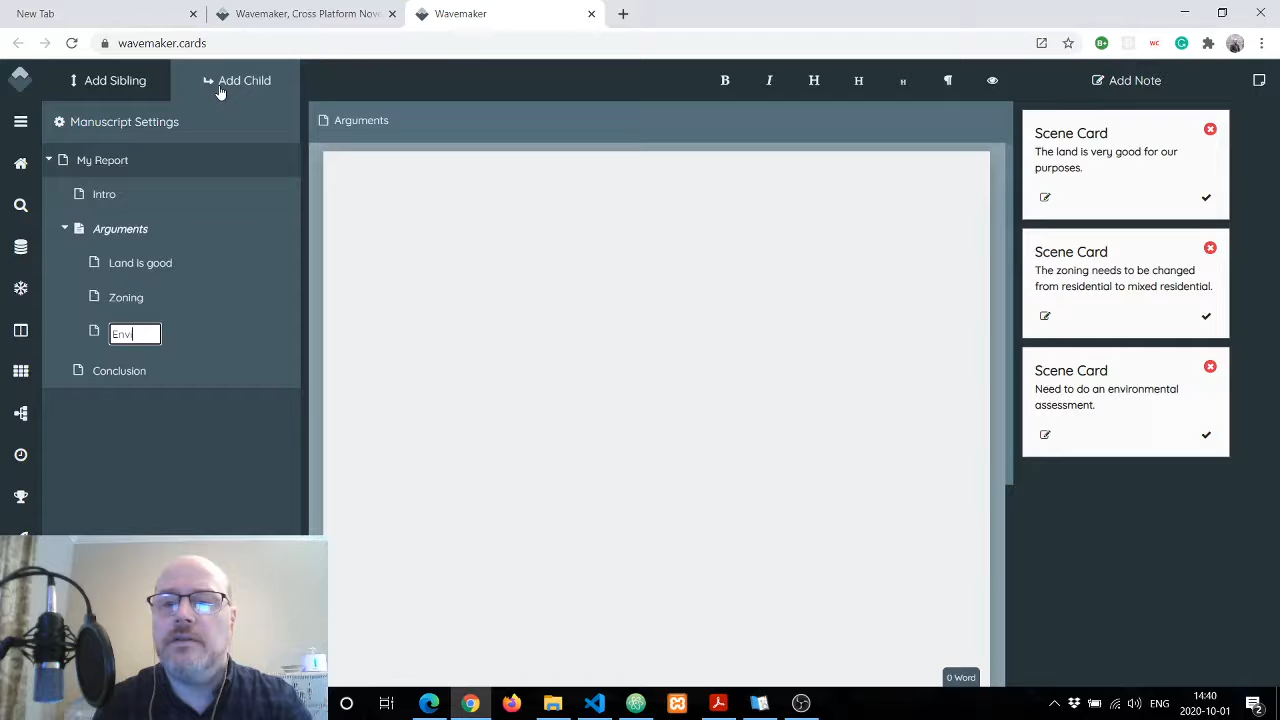 New Tab
Wavemaker, Cross Platform Nove
Wavemaker
wavemaker.cards
Add Sibling
Add Child
B
I
H
H
H
¶
Add Note
Manuscript Settings
My Report
Intro
Arguments
Land is good
Zoning
Envi
Conclusion
Arguments
0 Word
Scene Card
The land is very good for our
purposes.
Scene Card
The zoning needs to be changed
from residential to mixed residential.
Scene Card
Need to do an environmental
assessment.
ENG
14:40
2020-10-01
2